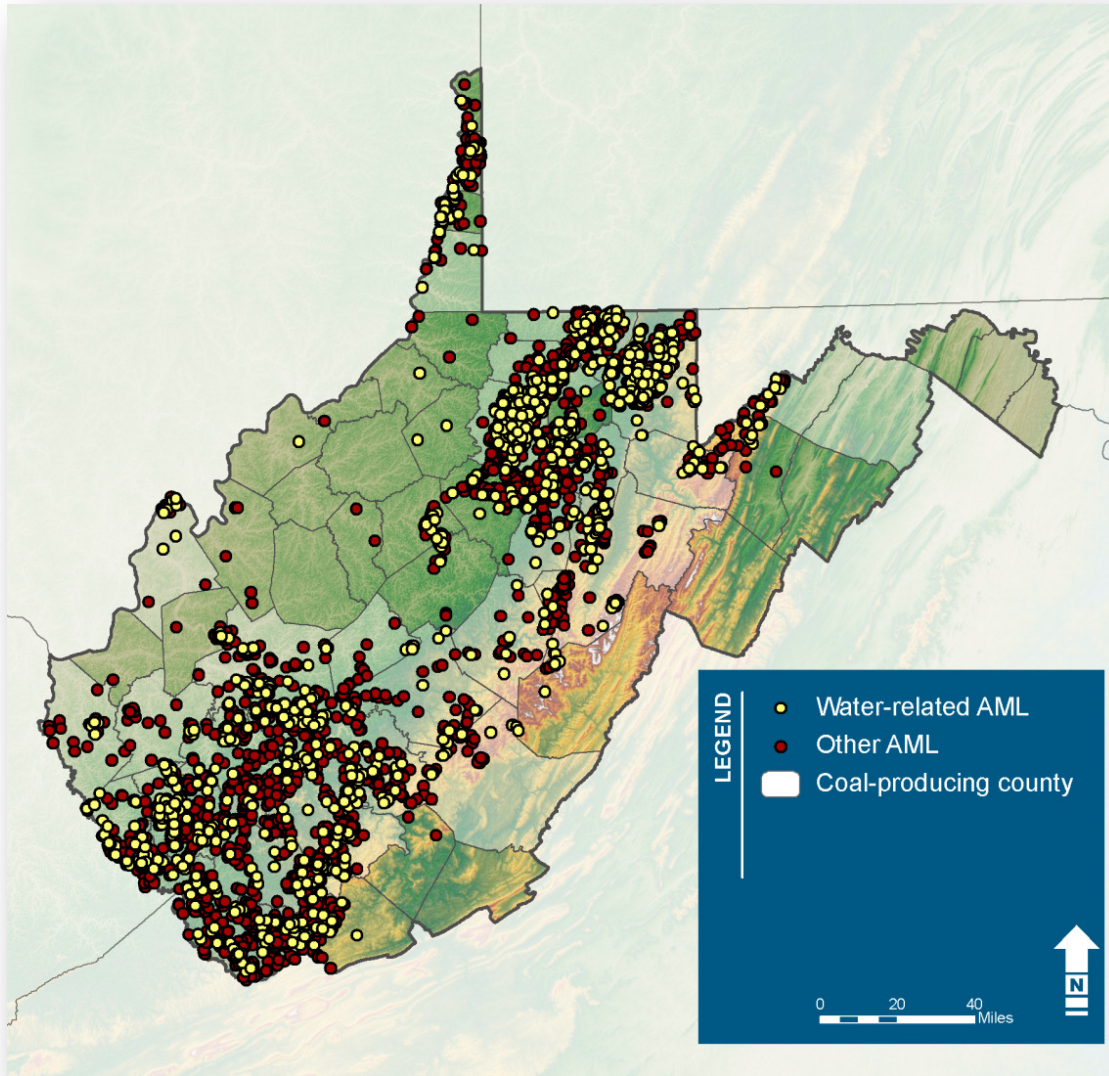 LEGEND
Water-related AML
Other AML
Coal-producing county
N
0 20 40
Miles